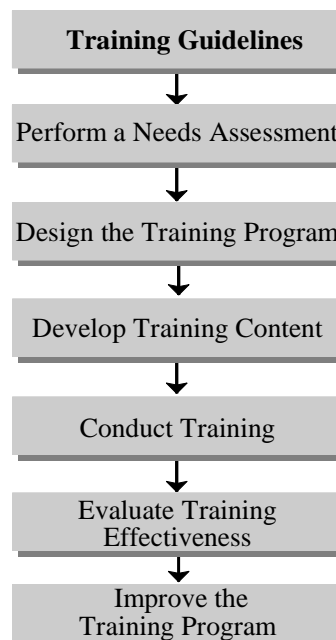 Training Guidelines
Perform a Needs Assessment
Design the Training Program
Develop Training Content
Conduct Training
Evaluate Training
Effectiveness
Improve the
Training Program